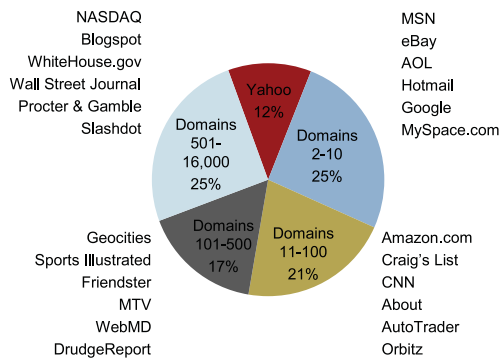 NASDAQ
Blogspot
WhiteHouse.gov
Wall Street Journal
Procter & Gamble
Slashdot
MSN
eBay
AOL
Hotmail
Google
MySpace.com
Yahoo
12%
Domains
2-10
25%
Domains
501-
16,000
25%
Domains
101-500
17%
Domains
11-100
21%
Geocities
Sports Illustrated
Friendster
MTV
WebMD
DrudgeReport
Amazon.com
Craig's List
CNN
About
AutoTrader
Orbitz